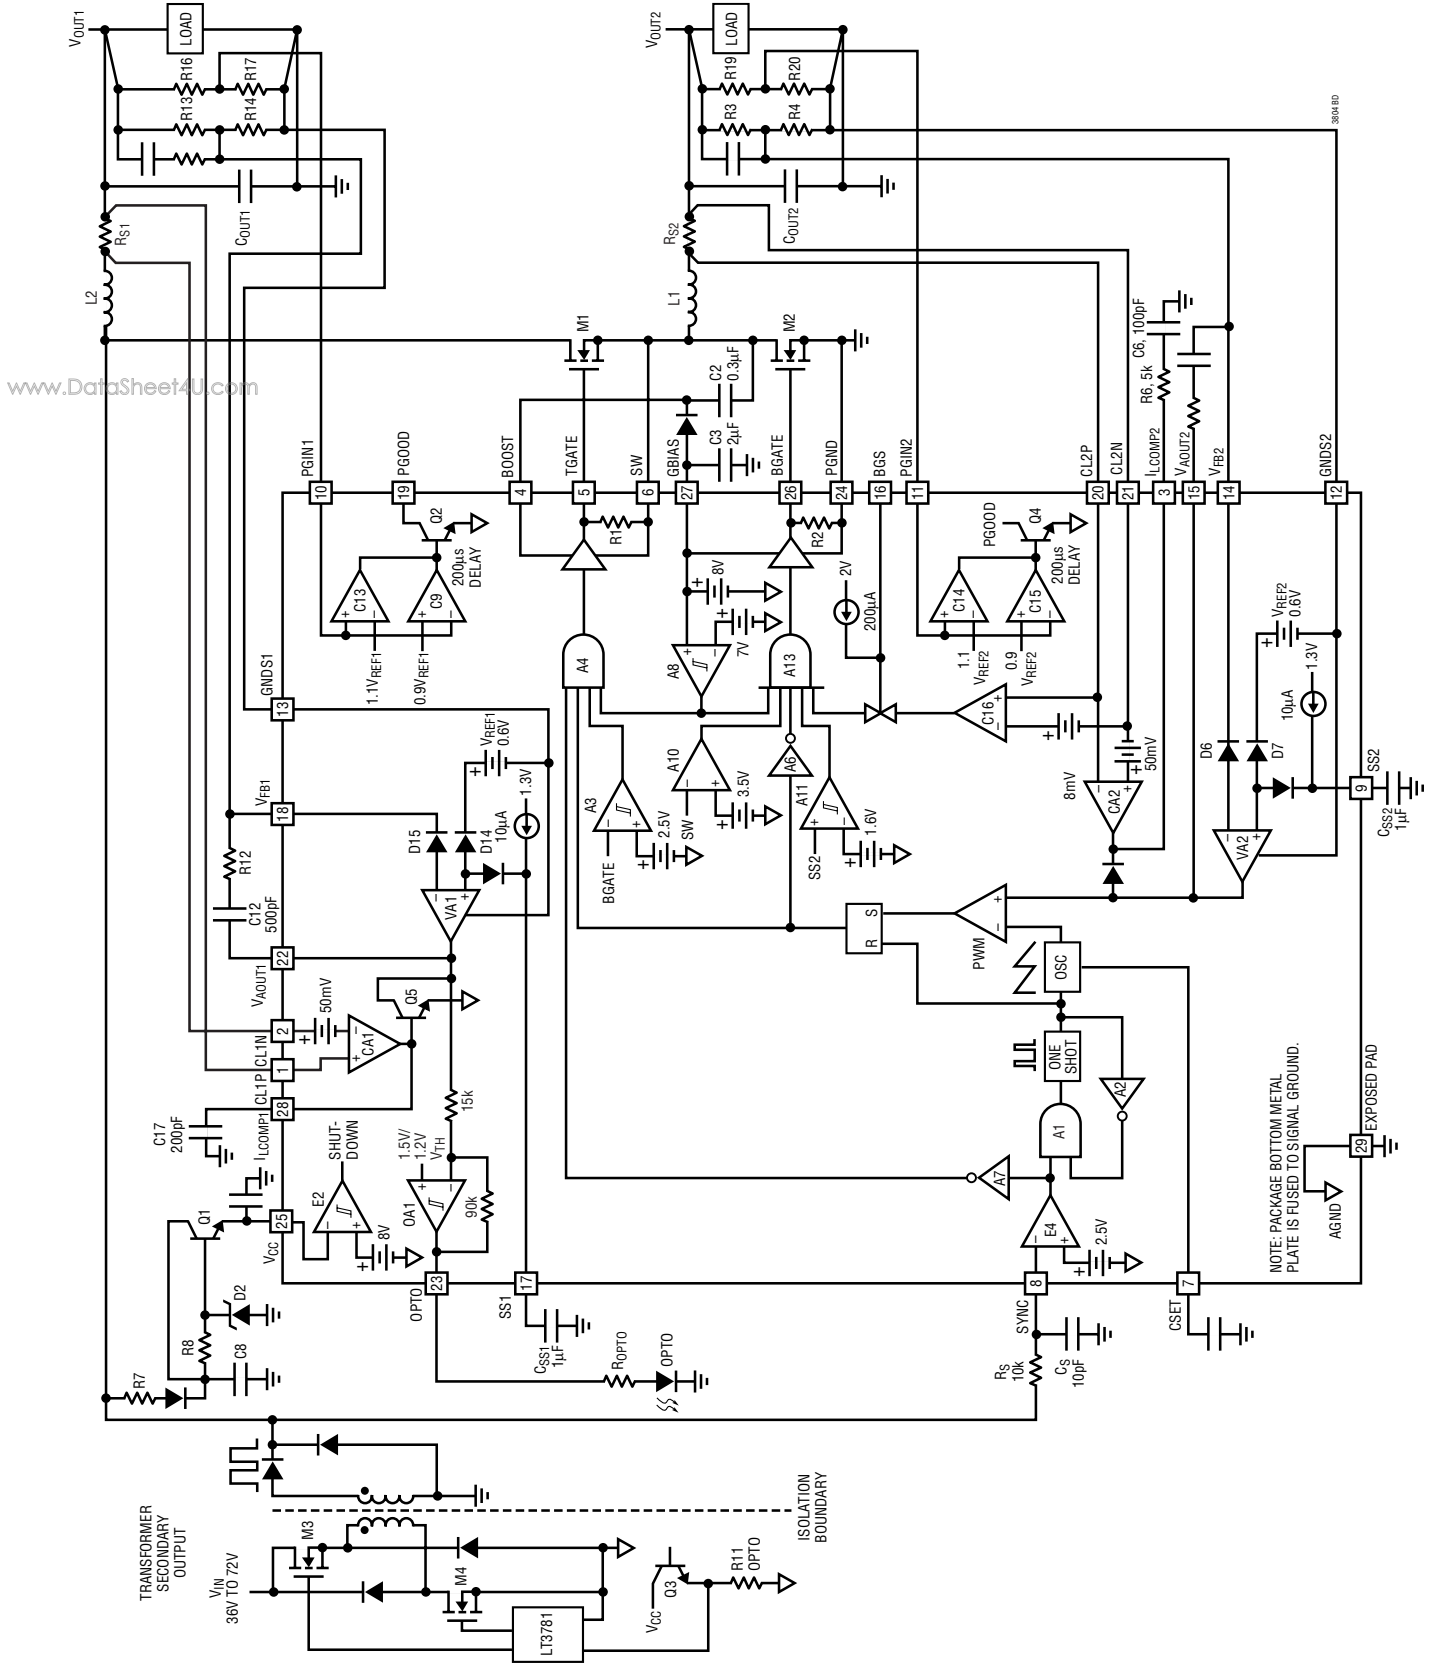 VOUT1
LOAD
R16
R17
R13
R14
COUT1
RS1
L2
VOUT2
LOAD
R19
R20
R3
R4
COUT2
RS2
L1
3804 BD
M1
M2
C2
0.3µF
C3
2µF
C6, 100pF
R6, 5k
www.DataSheet4U.com
PGIN1
PGOOD
BOOST
TGATE
SW
GBIAS
BGATE
PGND
BGS
PGIN2
CL2P
CL2N
ILCOMP2
VAOUT2
VFB2
GNDS2
10
19
4
5
6
27
26
24
16
11
20
21
3
15
14
12
Q2
200µs
DELAY
C13
C9
1.1VREF1
0.9VREF1
R1
R2
8V
7V
A8
2V
200µA
PGOOD
Q4
200µs
DELAY
C14
C15
1.1
VREF2
0.9
VREF2
A4
A13
C16
VREF2
0.6V
1.3V
10µA
D6
D7
GNDS1
13
VREF1
0.6V
1.3V
10µA
D15
D14
VFB1
18
VA1
R12
C12
500pF
22
VAOUT1
A3
2.5V
BGATE
A10
SW
3.5V
A6
A11
SS2
1.6V
8mV
CA2
50mV
VA2
SS2
9
CSS2
1µF
R
S
PWM
OSC
ONE
SHOT
A2
A1
A7
E4
2.5V
50mV
CA1
Q5
2
CL1N
1
CL1P
28
ILCOMP1
C17
200pF
15k
1.5V/
1.2V
VTH
OA1
90k
SHUT-
DOWN
E2
8V
25
VCC
Q1
D2
R8
C8
R7
23
OPTO
17
SS1
CSS1
1µF
ROPTO
OPTO
8
SYNC
RS
10k
CS
10pF
7
CSET
NOTE: PACKAGE BOTTOM METAL
PLATE IS FUSED TO SIGNAL GROUND.
AGND
29
EXPOSED PAD
TRANSFORMER
SECONDARY
OUTPUT
ISOLATION
BOUNDARY
VIN
36V TO 72V
M3
M4
LT3781
VCC
Q3
R11
OPTO